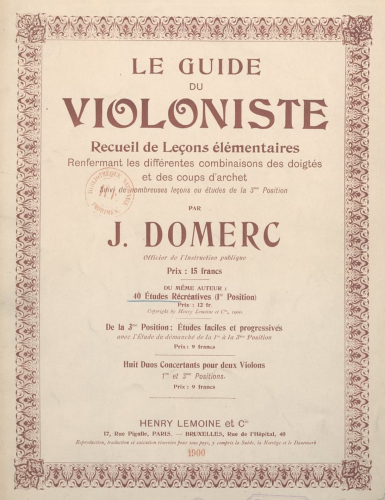 LE GUIDE
DU
VIOLONISTE
Recueil de Leçons élémentaires
Renfermant les différentes combinaisons des doigtés
et des coups d'archet
Suivi de nombreuses leçons ou études de la 3me Position
PAR
J. DOMERC
Officier de l'Instruction publique
Prix : 15 francs
DU MÊME AUTEUR :
40 Études Récréatives (Ire Position)
Prix : 12 fr.
Copyright by Henry Lemoine et Cie, 1900
De la 3me Position : Études faciles et progressives
avec l'Étude du démanché de la 1re à la 3me Position
Prix : 9 francs
Huit Duos Concertants pour deux Violons
1re et 3me Positions.
Prix : 9 francs
HENRY LEMOINE et Cie
17, Rue Pigalle, PARIS, — BRUXELLES, Rue de l'Hôpital, 40
Reproduction, traduction et exécution réservées pour tous pays, y compris la Suède, la Norvège et le Danemark
1900